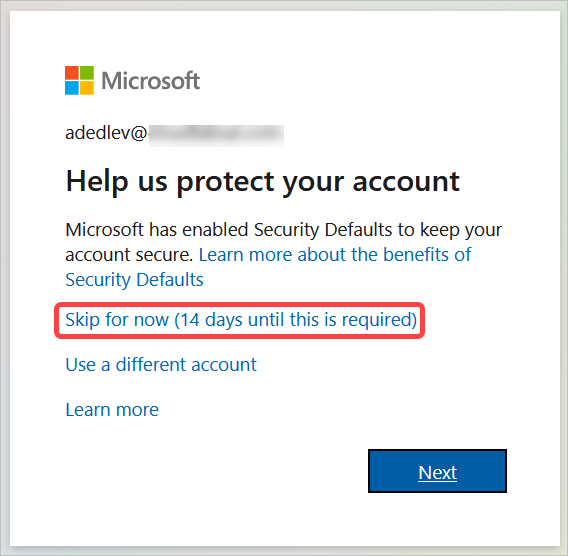 Microsoft
adedlev@
Help us protect your account
Microsoft has enabled Security Defaults to keep your
account secure. Learn more about the benefits of
Security Defaults
Skip for now (14 days until this is required)
Use a different account
Learn more
Next